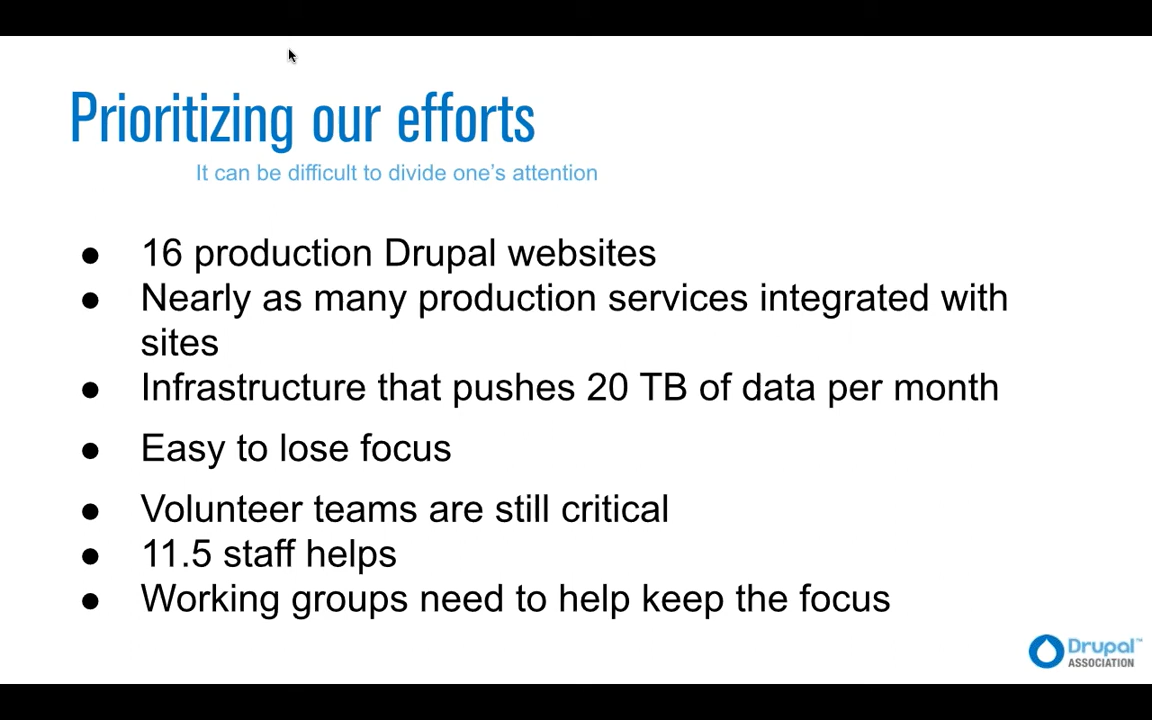 Prioritizing our efforts
It can be difficult to divide one's attention
● 16 production Drupal websites
● Nearly as many production services integrated with
sites
● Infrastructure that pushes 20 TB of data per month
● Easy to lose focus
● Volunteer teams are still critical
● 11.5 staff helps
● Working groups need to help keep the focus
Drupal™
ASSOCIATION